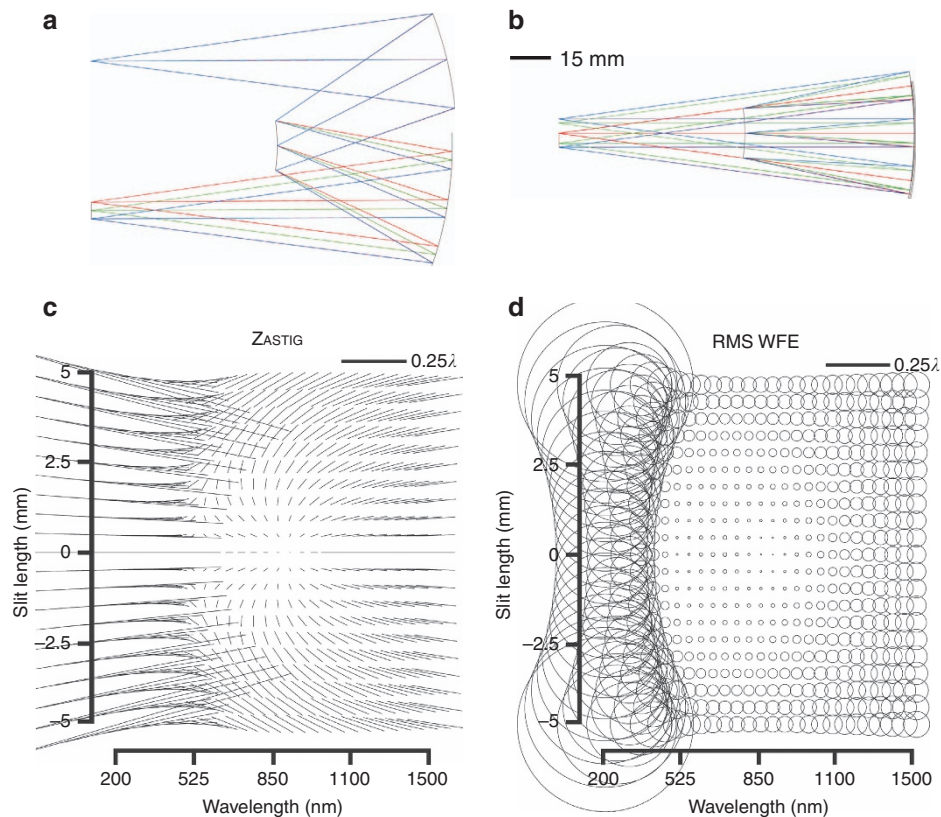 a
b
15 mm
c
ZASTIG
0.25λ
5
2.5
0
–2.5
–5
Slit length (mm)
200 525 850 1100 1500
Wavelength (nm)
d
RMS WFE
0.25λ
5
2.5
0
–2.5
–5
Slit length (mm)
200 525 850 1100 1500
Wavelength (nm)